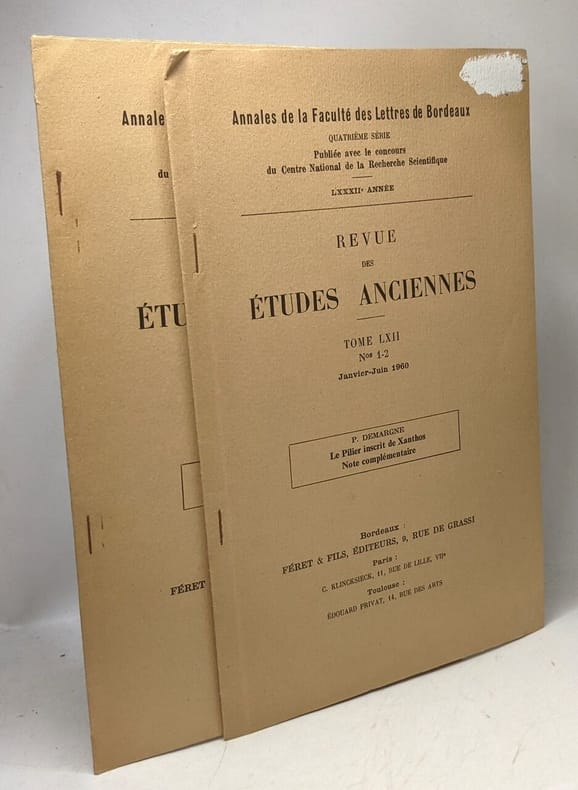 Annales de la Faculté des Lettres de Bordeaux
QUATRIÈME SÉRIE
Publiée avec le concours
du Centre National de la Recherche Scientifique
LXXXIIe ANNÉE
REVUE
DES
ÉTUDES ANCIENNES
TOME LXII
Nos 1-2
Janvier-Juin 1960
P. DEMARGNE
Le Pilier inscrit de Xanthos
Note complémentaire
Bordeaux :
FÉRET & FILS, ÉDITEURS, 9, RUE DE GRASSI
Paris :
C. KLINCKSIECK, 11, RUE DE LILLE, VIIe
Toulouse :
ÉDOUARD PRIVAT, 14, RUE DES ARTS
Annale
du
ÉTU
FÉRET